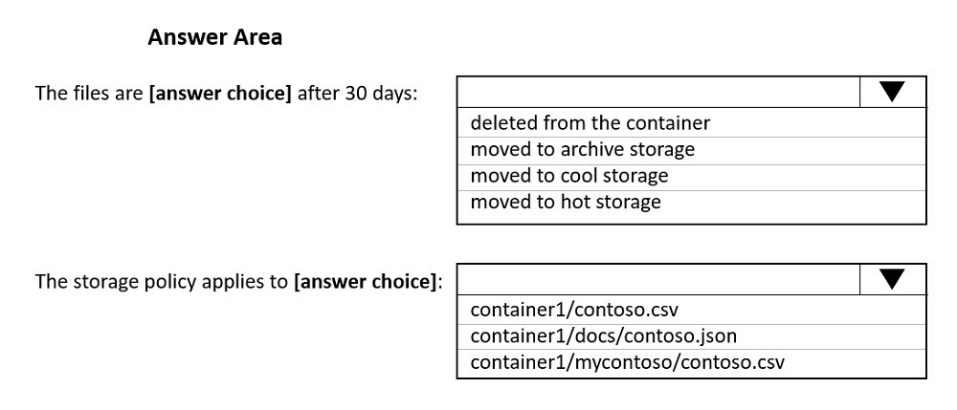 Answer Area
The files are [answer choice] after 30 days:
deleted from the container
moved to archive storage
moved to cool storage
moved to hot storage
The storage policy applies to [answer choice]:
container1/contoso.csv
container1/docs/contoso.json
container1/mycontoso/contoso.csv